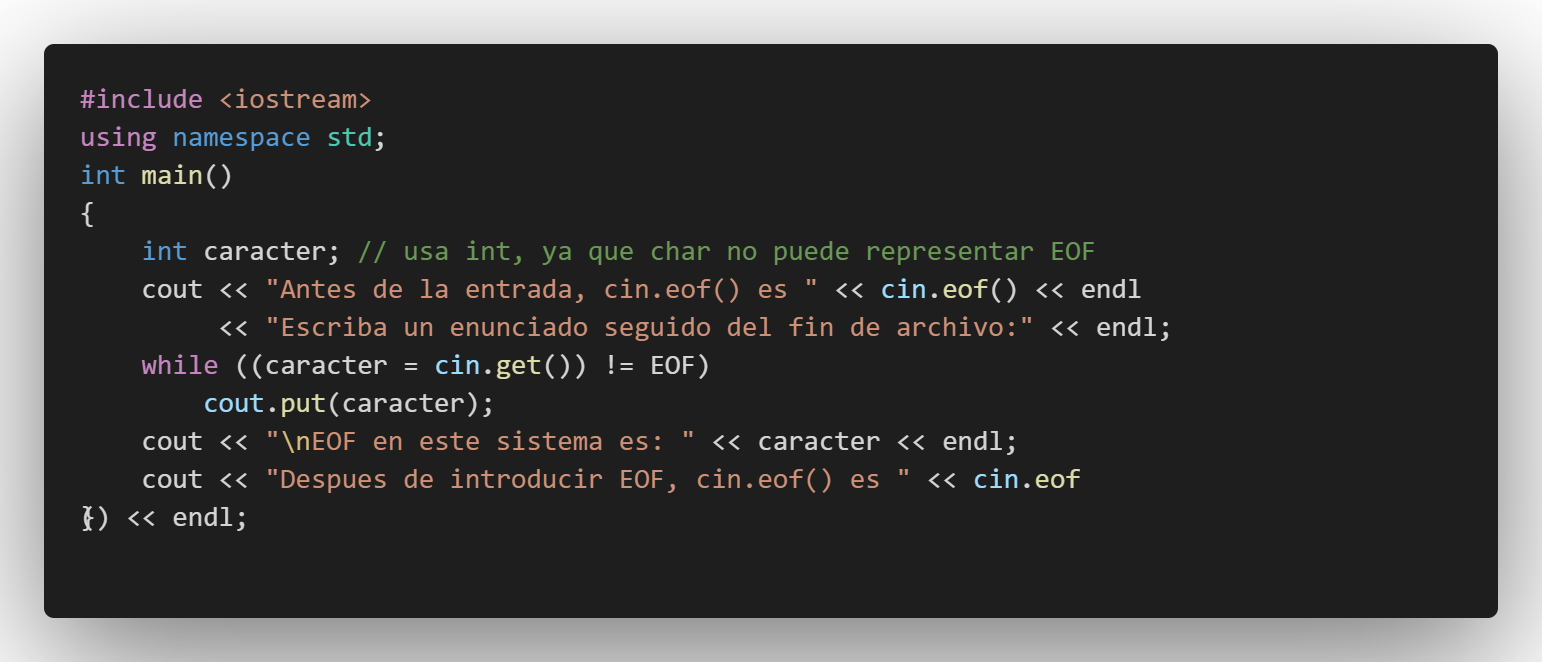 #include <iostream>
using namespace std;
int main()
{
    int caracter; // usa int, ya que char no puede representar EOF
    cout << "Antes de la entrada, cin.eof() es " << cin.eof() << endl
         << "Escriba un enunciado seguido del fin de archivo:" << endl;
    while ((caracter = cin.get()) != EOF)
        cout.put(caracter);
    cout << "\nEOF en este sistema es: " << caracter << endl;
    cout << "Despues de introducir EOF, cin.eof() es " << cin.eof
() << endl;
}